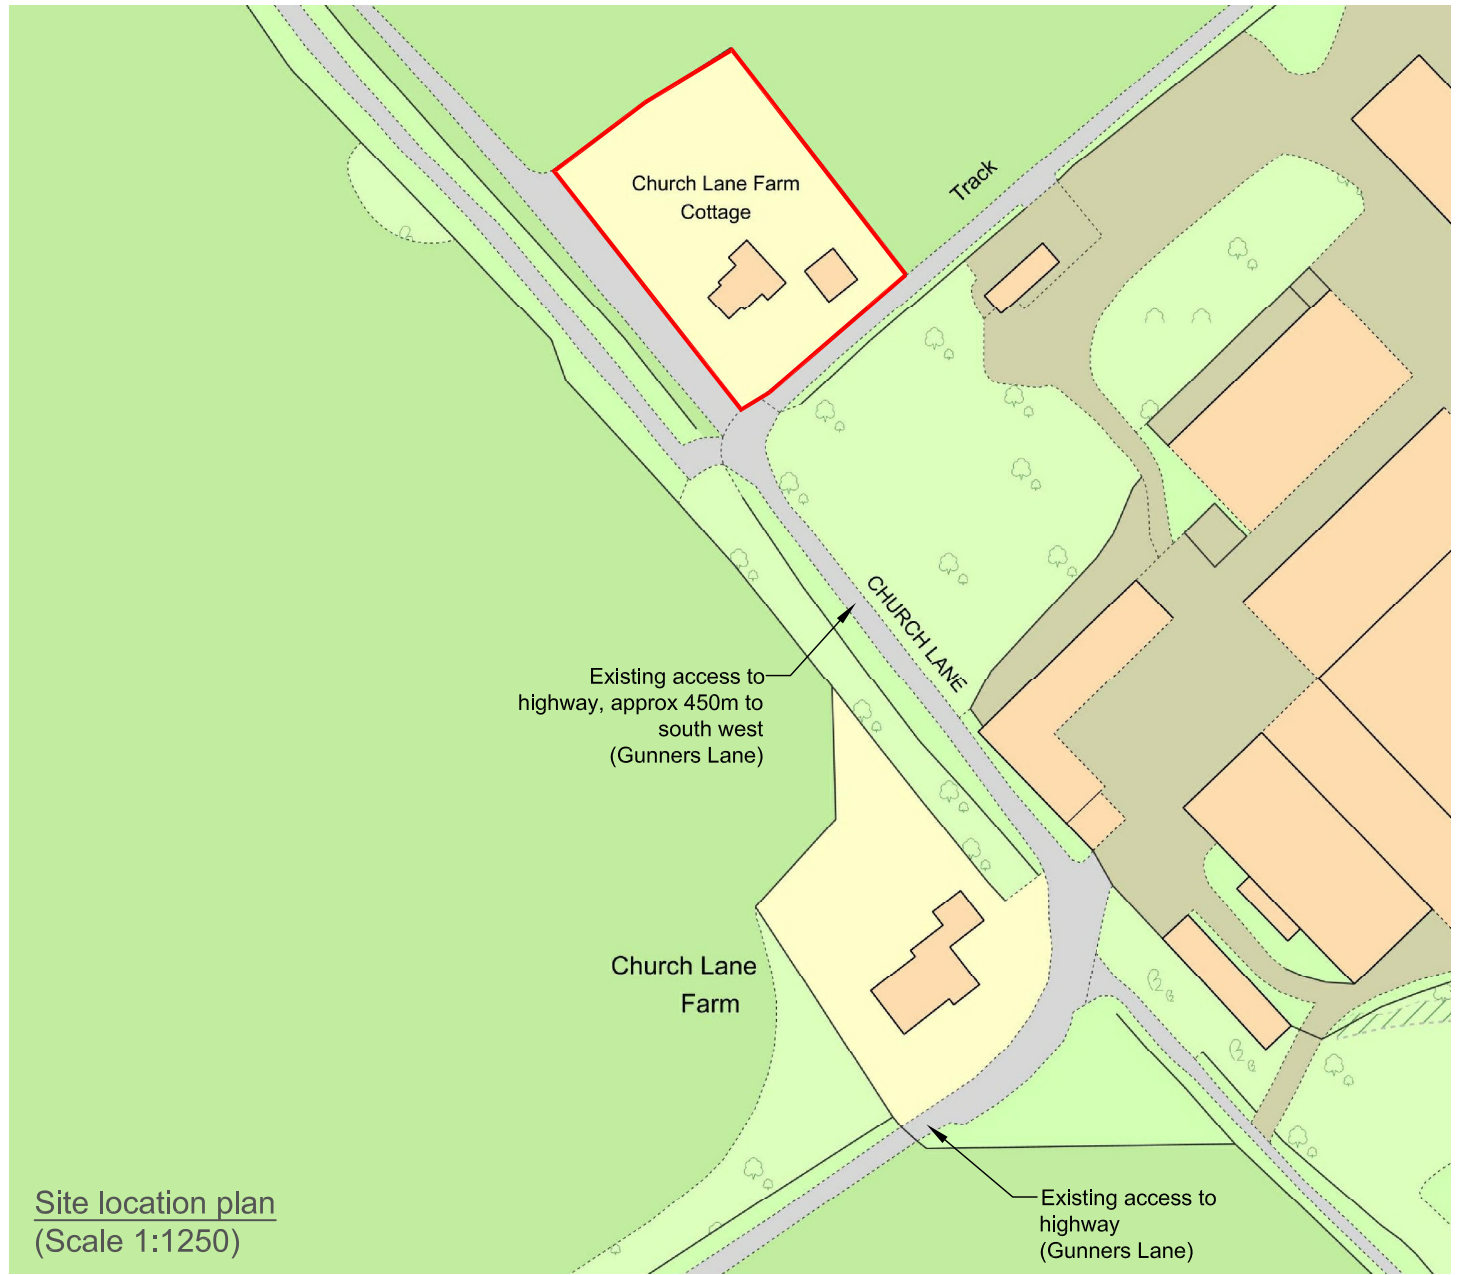 Church Lane Farm
Cottage
Track
CHURCH LANE
Existing access to
highway, approx 450m to
south west
(Gunners Lane)
Church Lane
Farm
Existing access to
highway
(Gunners Lane)
Site location plan
(Scale 1:1250)